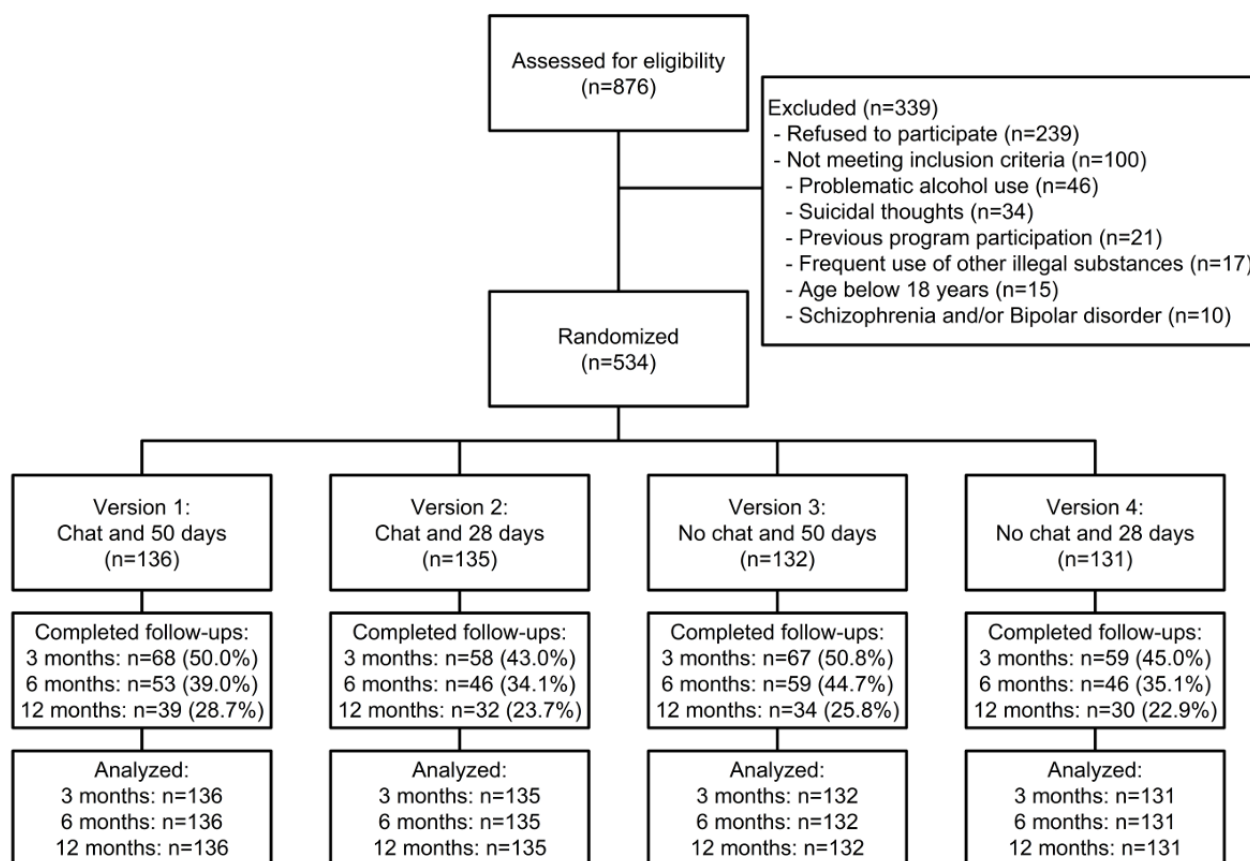 Assessed for eligibility
(n=876)
Excluded (n=339)
- Refused to participate (n=239)
- Not meeting inclusion criteria (n=100)
- Problematic alcohol use (n=46)
- Suicidal thoughts (n=34)
- Previous program participation (n=21)
- Frequent use of other illegal substances (n=17)
- Age below 18 years (n=15)
- Schizophrenia and/or Bipolar disorder (n=10)
Randomized
(n=534)
Version 1:
Chat and 50 days
(n=136)
Version 2:
Chat and 28 days
(n=135)
Version 3:
No chat and 50 days
(n=132)
Version 4:
No chat and 28 days
(n=131)
Completed follow-ups:
3 months: n=68 (50.0%)
6 months: n=53 (39.0%)
12 months: n=39 (28.7%)
Completed follow-ups:
3 months: n=58 (43.0%)
6 months: n=46 (34.1%)
12 months: n=32 (23.7%)
Completed follow-ups:
3 months: n=67 (50.8%)
6 months: n=59 (44.7%)
12 months: n=34 (25.8%)
Completed follow-ups:
3 months: n=59 (45.0%)
6 months: n=46 (35.1%)
12 months: n=30 (22.9%)
Analyzed:
3 months: n=136
6 months: n=136
12 months: n=136
Analyzed:
3 months: n=135
6 months: n=135
12 months: n=135
Analyzed:
3 months: n=132
6 months: n=132
12 months: n=132
Analyzed:
3 months: n=131
6 months: n=131
12 months: n=131